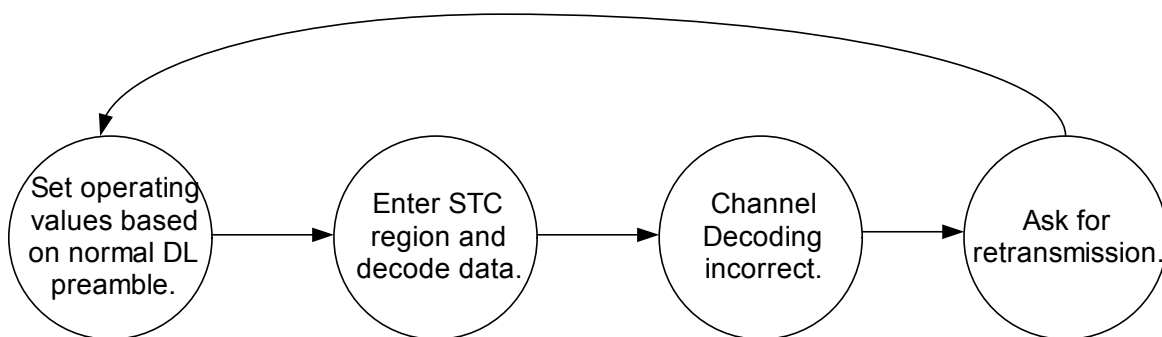 Set operating
values based
on normal DL
preamble.
Enter STC
region and
decode data.
Channel
Decoding
incorrect.
Ask for
retransmission.